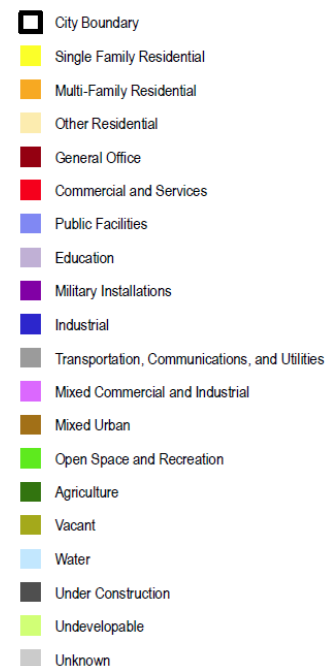 City Boundary
Single Family Residential
Multi-Family Residential
Other Residential
General Office
Commercial and Services
Public Facilities
Education
Military Installations
Industrial
Transportation, Communications, and Utilities
Mixed Commercial and Industrial
Mixed Urban
Open Space and Recreation
Agriculture
Vacant
Water
Under Construction
Undevelopable
Unknown